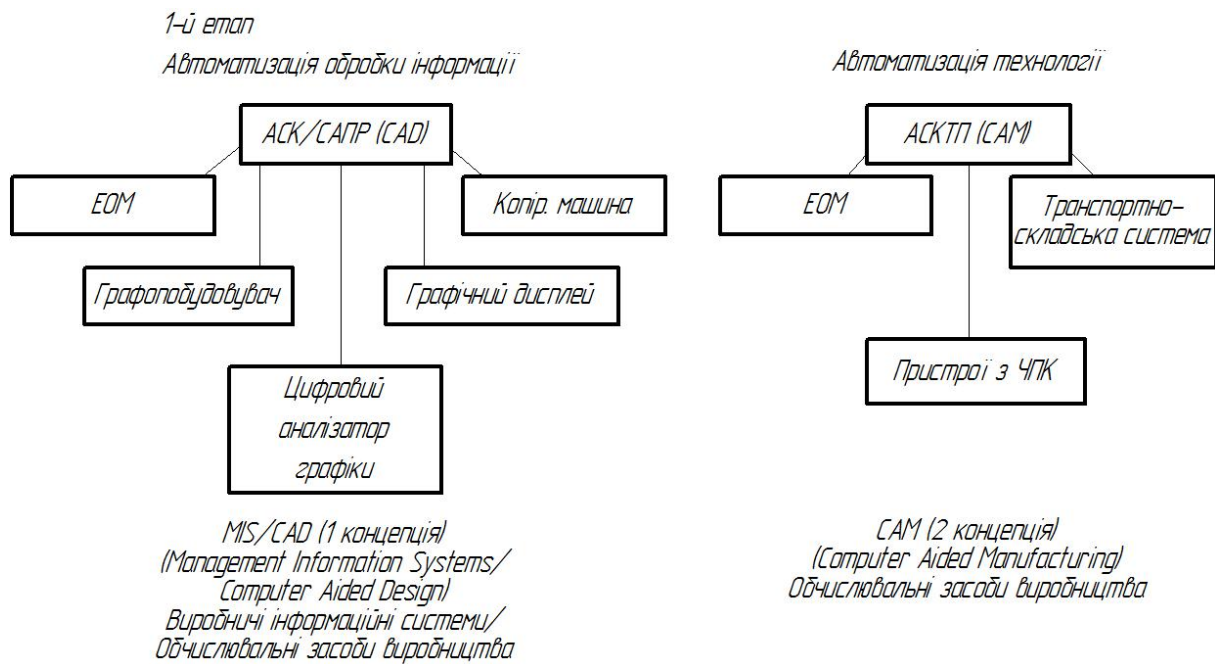 1-й етап
Автоматизація обробки інформації
АСК/САПР (CAD)
ЕОМ
Копір. машина
Графопобудовувач
Графічний дисплей
Цифровий
аналізатор
графіки
MIS/CAD (1 концепція)
(Management Information Systems/
Computer Aided Design)
Виробничі інформаційні системи/
Обчислювальні засоби виробництва
Автоматизація технології
АСКТП (САМ)
ЕОМ
Транспортно-
складська система
Пристрої з ЧПК
САМ (2 концепція)
(Computer Aided Manufacturing)
Обчислювальні засоби виробництва